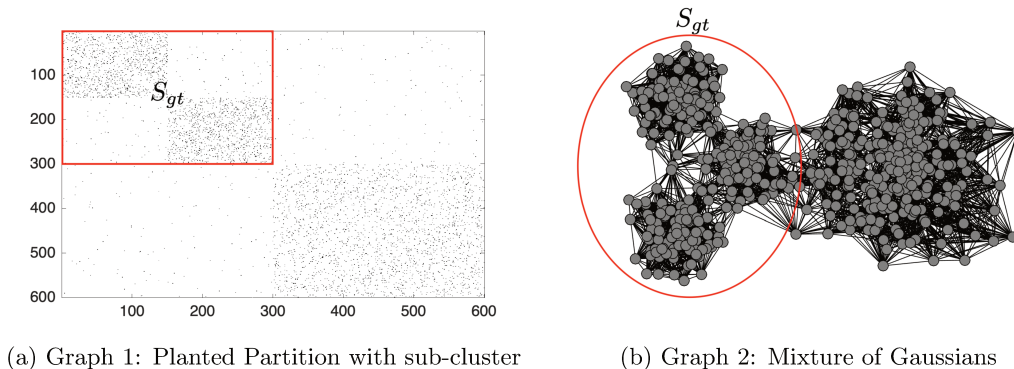 S_gt
100
200
300
400
500
600
100 200 300 400 500 600
(a) Graph 1: Planted Partition with sub-cluster
S_gt
(b) Graph 2: Mixture of Gaussians